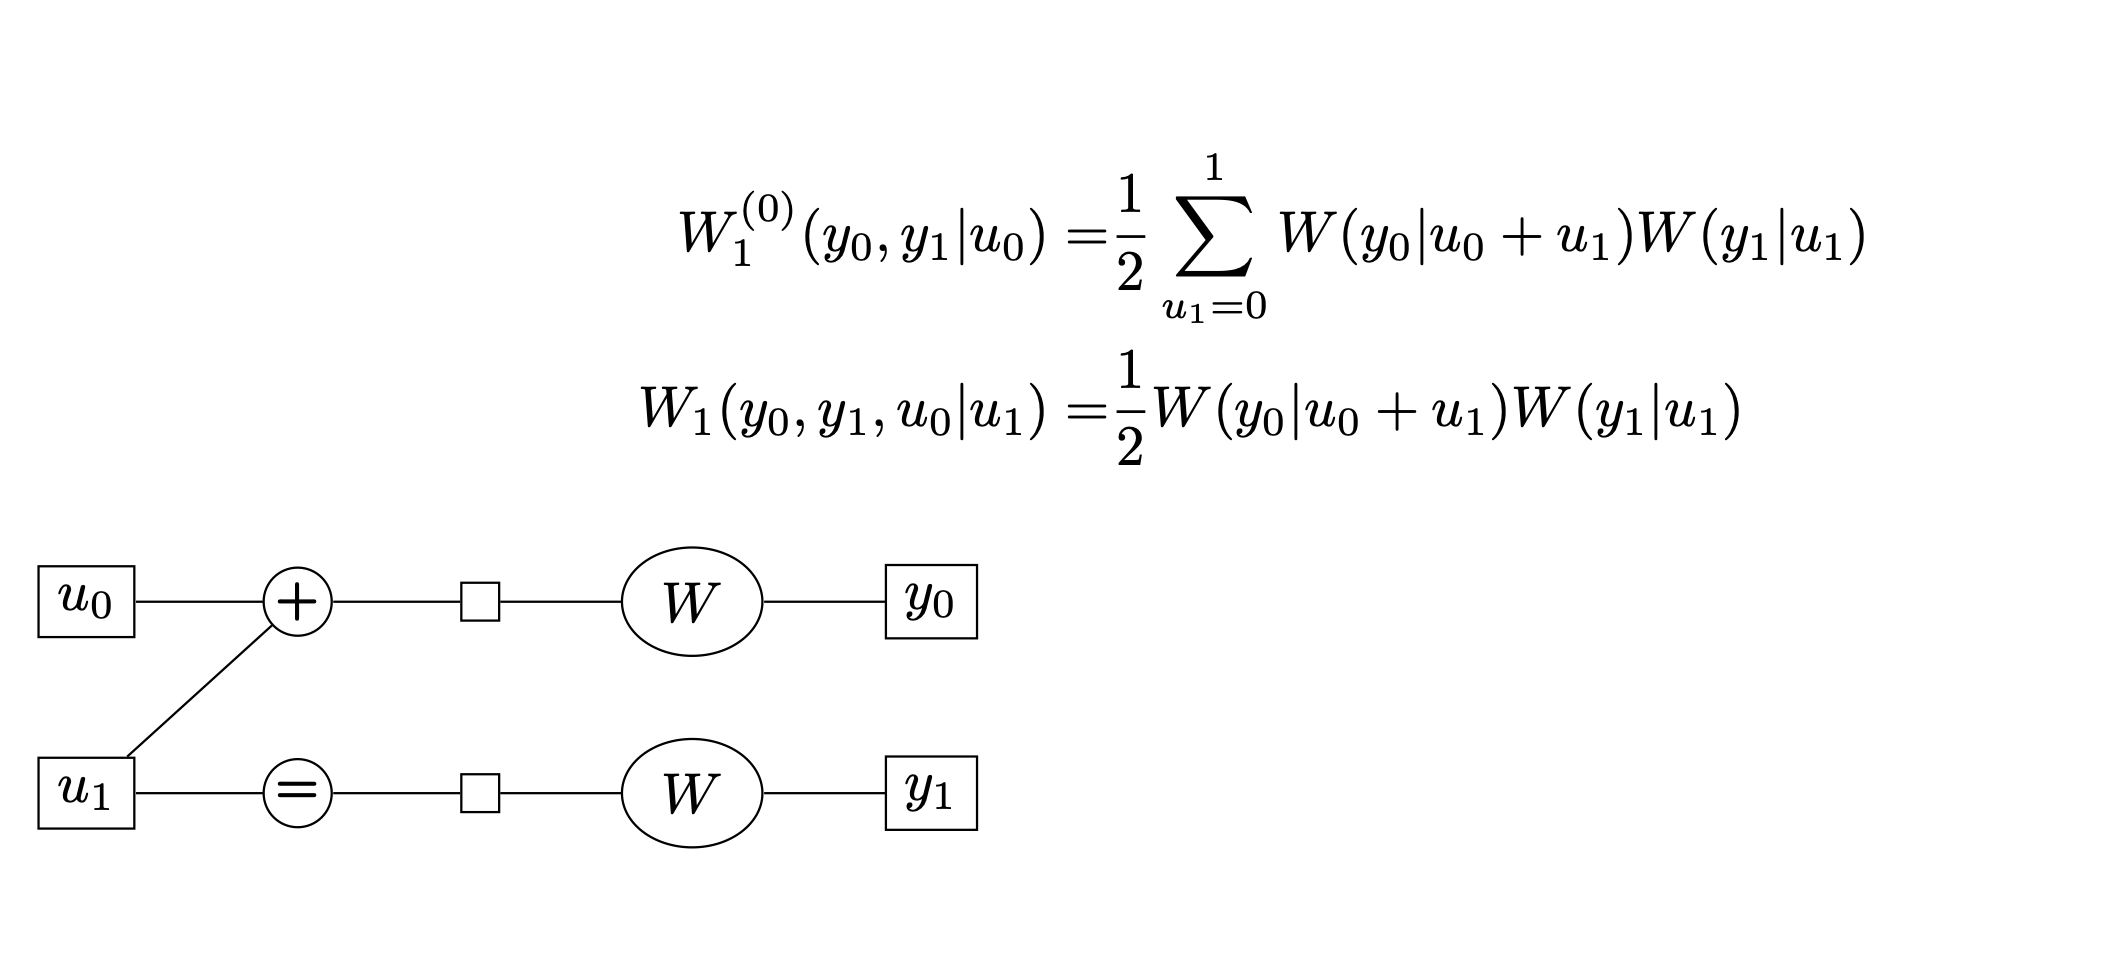 $W_1^{(0)}(y_0, y_1|u_0) = \frac{1}{2} \sum_{u_1=0}^{1} W(y_0|u_0 + u_1)W(y_1|u_1)$
$W_1(y_0, y_1, u_0|u_1) = \frac{1}{2} W(y_0|u_0 + u_1)W(y_1|u_1)$
$u_0$ + $W$ $y_0$
$u_1$ = $W$ $y_1$